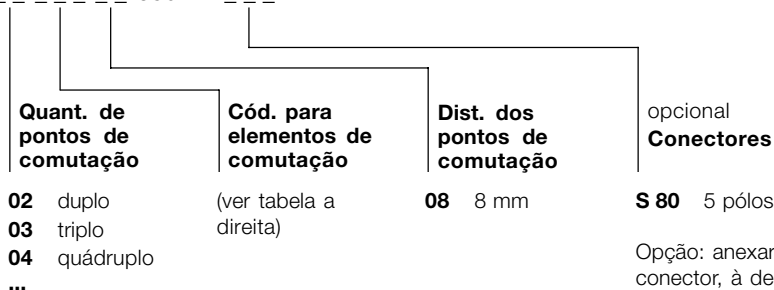 Quant. de
pontos de
comutação
02 duplo
03 triplo
04 quádruplo
...
Cód. para
elementos de
comutação
(ver tabela a
direita)
Dist. dos
pontos de
comutação
08 8 mm
opcional
Conectores
S 80 5 pólos
Opção: anexar
conector, à de